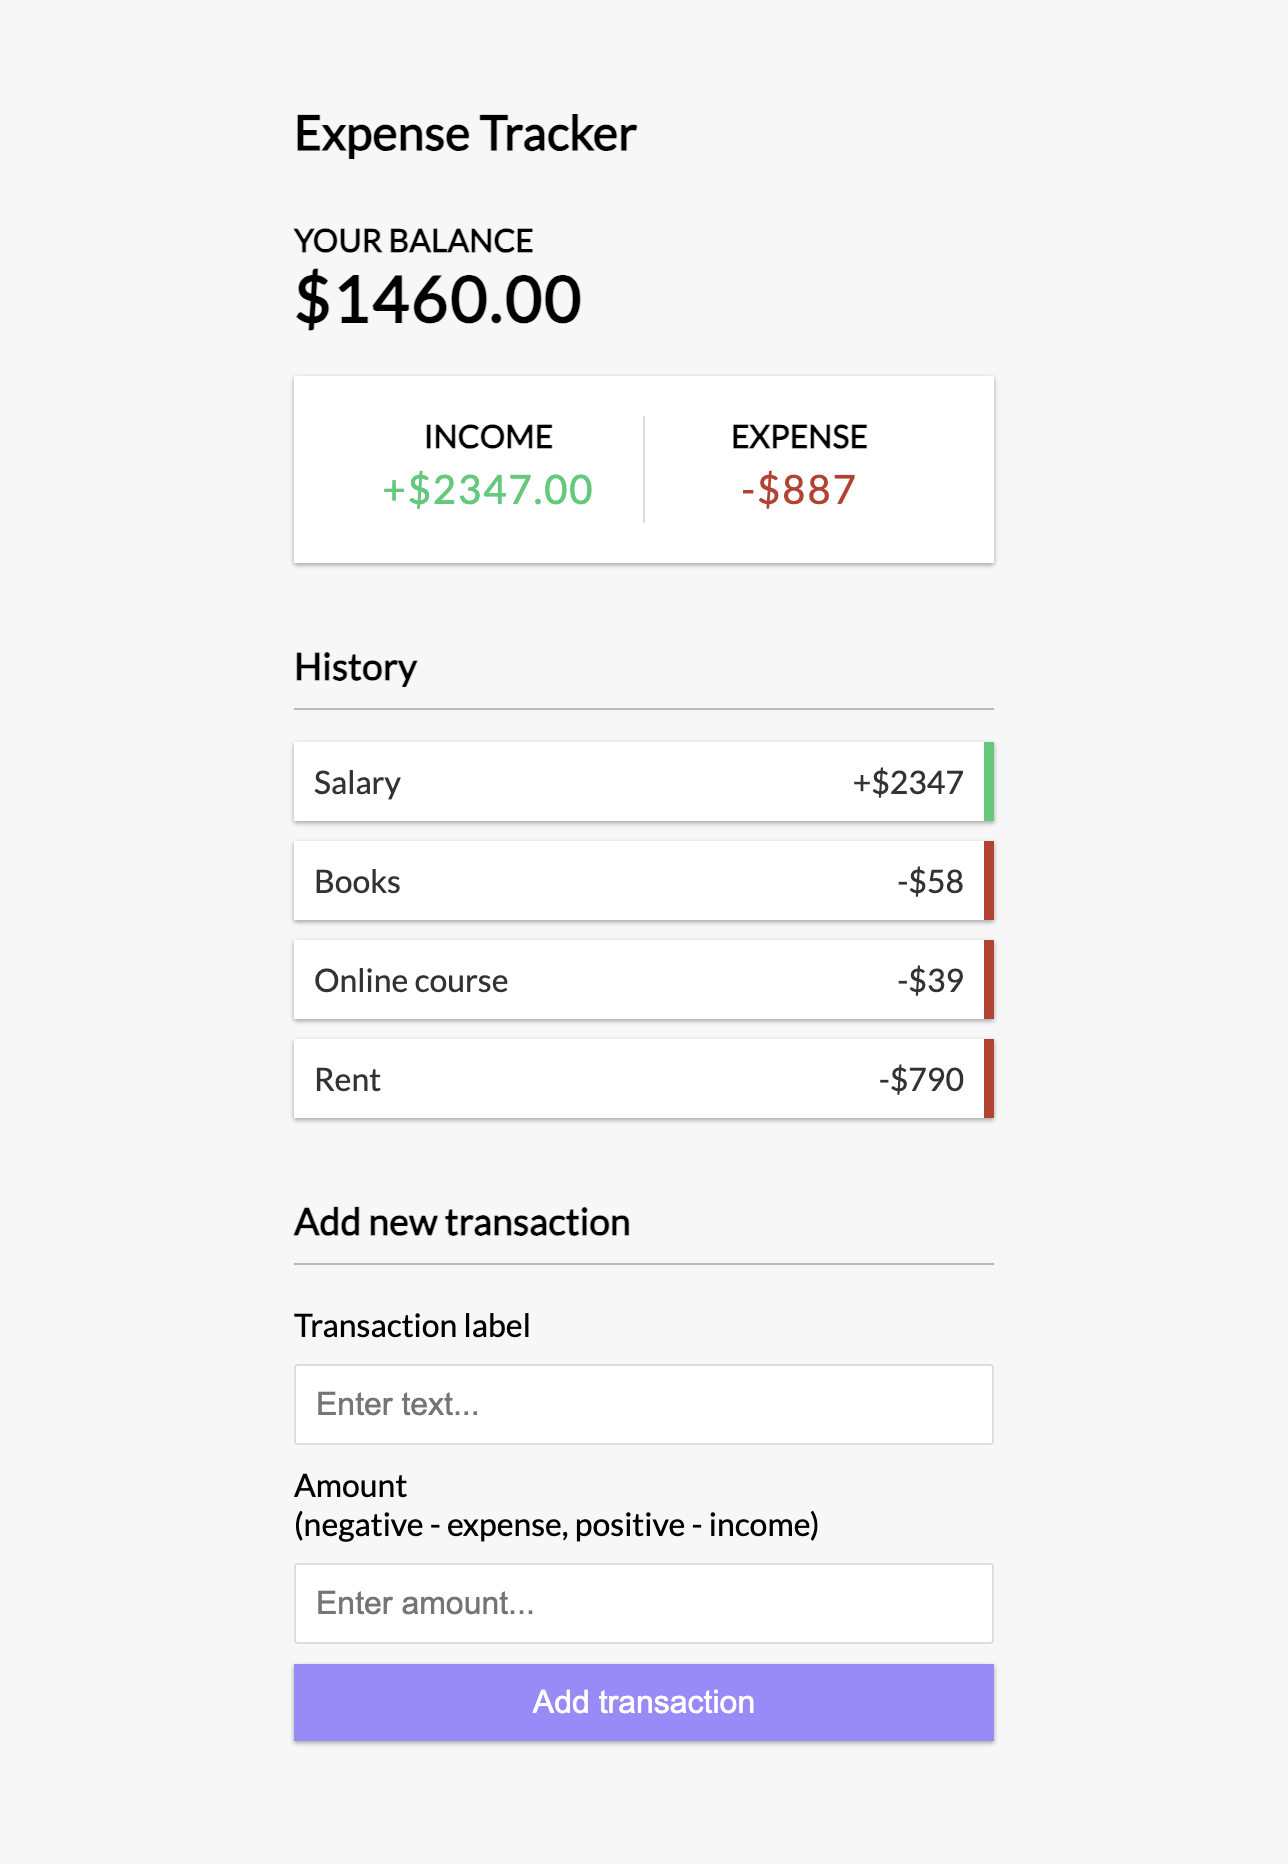 Expense Tracker
YOUR BALANCE
$1460.00
INCOME
+$2347.00
EXPENSE
-$887
History
Salary +$2347
Books -$58
Online course -$39
Rent -$790
Add new transaction
Transaction label
Enter text...
Amount
(negative - expense, positive - income)
Enter amount...
Add transaction